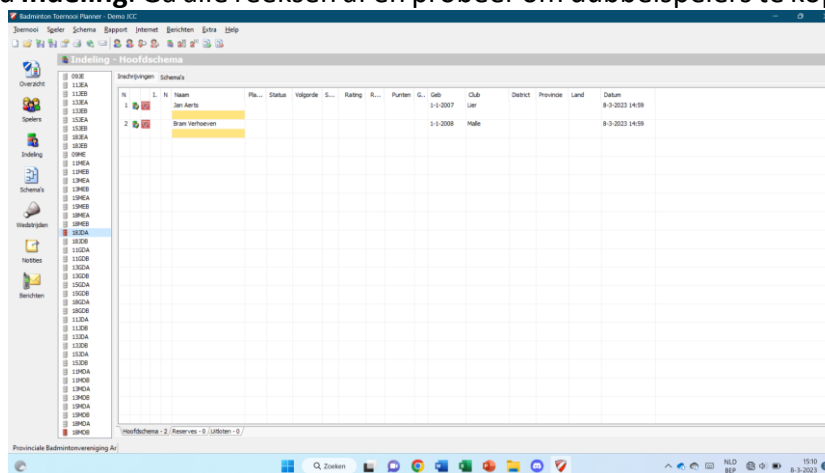 Indeling. Ga alle reeksen af en probeer om dubbelspelers te kop
Badminton Toernooi Planner - Demo JCC
Toernooi Speler Schema Rapport Internet Berichten Extra Help
Indeling - Hoofdschema
Overzicht
Spelers
Indeling
Schema's
Wedstrijden
Notities
Berichten
09JE
11JEA
11JEB
13JEA
13JEB
15JEA
15JEB
18JEA
18JEB
09ME
11MEA
11MEB
13MEA
13MEB
15MEA
15MEB
18MEA
18MEB
18JDA
18JDB
11GDA
11GDB
13GDA
13GDB
15GDA
15GDB
18GDA
18GDB
11JDA
11JDB
13JDA
13JDB
15JDA
15JDB
11MDA
11MDB
13MDA
13MDB
15MDA
15MDB
18MDA
18MDB
Inschrijvingen Schema's
N I. N Naam Pla... Status Volgorde S... Rating R... Punten G.. Geb Club District Provincie Land Datum
1 Jan Aerts 1-1-2007 Lier 8-3-2023 14:59
2 Bram Verhoeven 1-1-2008 Malle 8-3-2023 14:59
Hoofdschema - 2 Reserves - 0 Uitloten - 0
Provinciale Badmintonvereniging Ar
Zoeken
NLD
BEP
15:10
8-3-2023